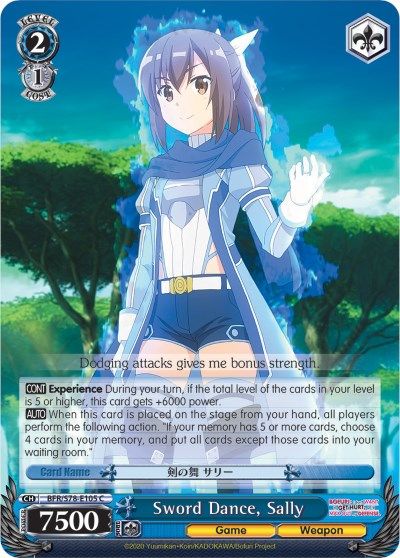 LEVEL
2
1
COST
Dodging attacks gives me bonus strength.
CONT Experience During your turn, if the total level of the cards in your level
is 5 or higher, this card gets +6000 power.
AUTO When this card is placed on the stage from your hand, all players
perform the following action. "If your memory has 5 or more cards, choose
4 cards in your memory, and put all cards except those cards into your
waiting room."
Card Name
剣の舞 サリー
CH BFR/S78-E105 C
POWER
7500
Sword Dance, Sally
Game
Weapon
©2020 Yuumikan・Koin/KADOKAWA/Bofuri Project